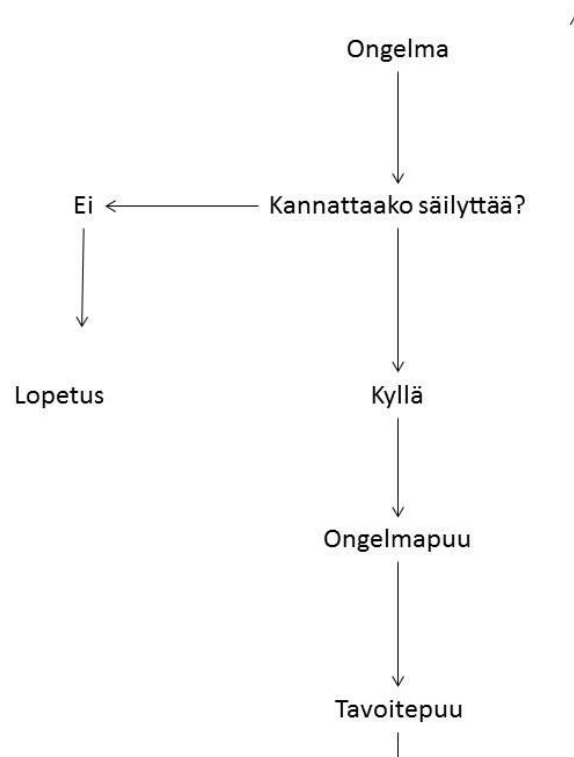 Ongelma
Ei
Kannattaako säilyttää?
Lopetus
Kyllä
Ongelmapuu
Tavoitepuu